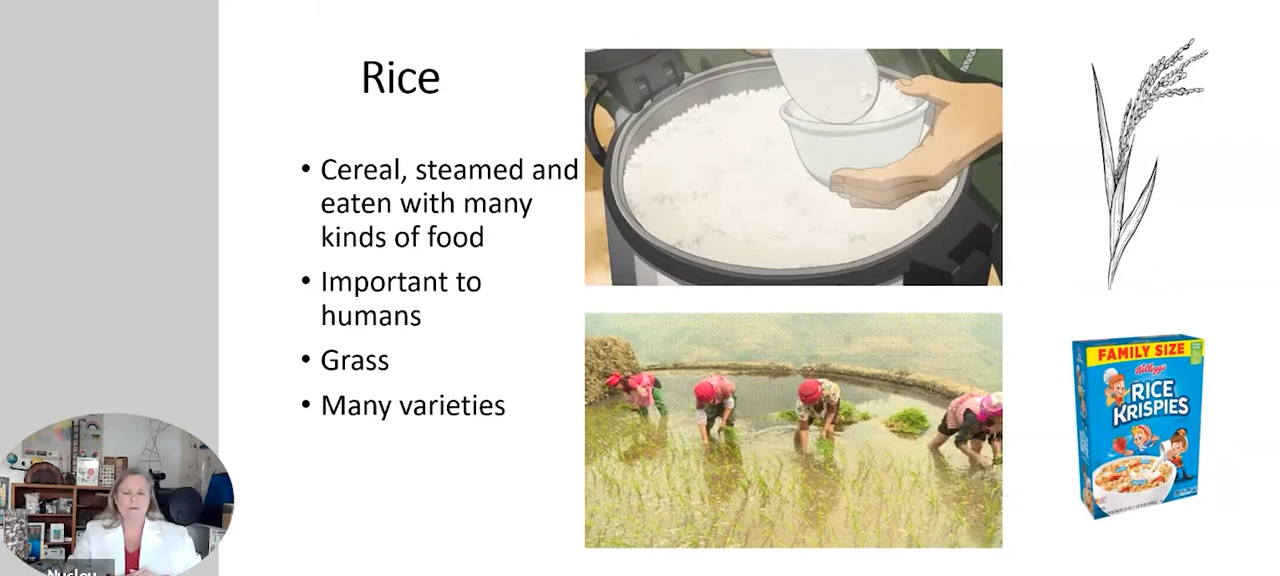 Rice
• Cereal, steamed and
eaten with many
kinds of food
• Important to
humans
• Grass
• Many varieties
FAMILY SIZE
Kellogg's
RICE
KRISPIES